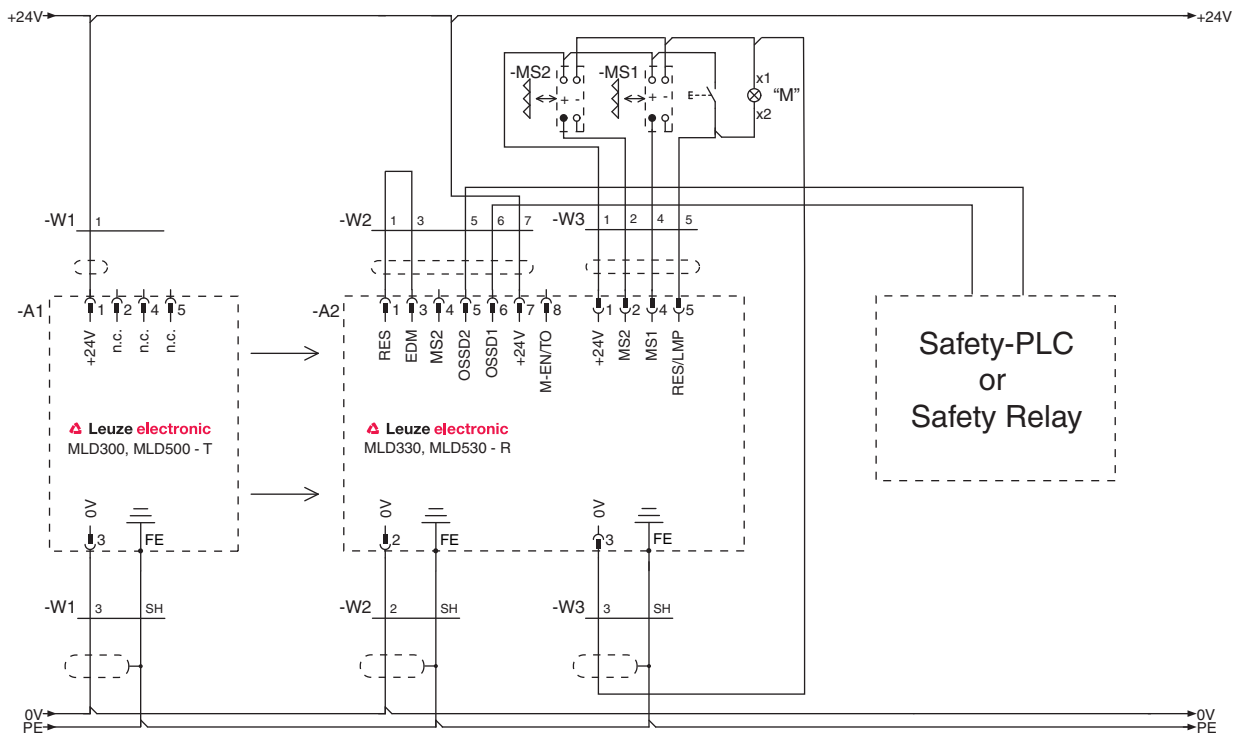 +24V +24V
-MS2 -MS1
x1
"M"
x2
+ - + -
E
-W1 1
-W2 1 3 5 6 7
-W3 1 2 4 5
-A1 1 2 4 5
-A2 1 3 4 5 6 7 8 1 2 4 5
+24V n.c. n.c. n.c.
RES EDM MS2 OSSD2 OSSD1 +24V M-EN/TO
+24V MS2 MS1 RES/LMP
Safety-PLC
or
Safety Relay
Leuze electronic
MLD300, MLD500 - T
Leuze electronic
MLD330, MLD530 - R
0V 0V 0V
3 FE 2 FE 3 FE
-W1 3 SH
-W2 2 SH
-W3 3 SH
0V 0V
PE PE